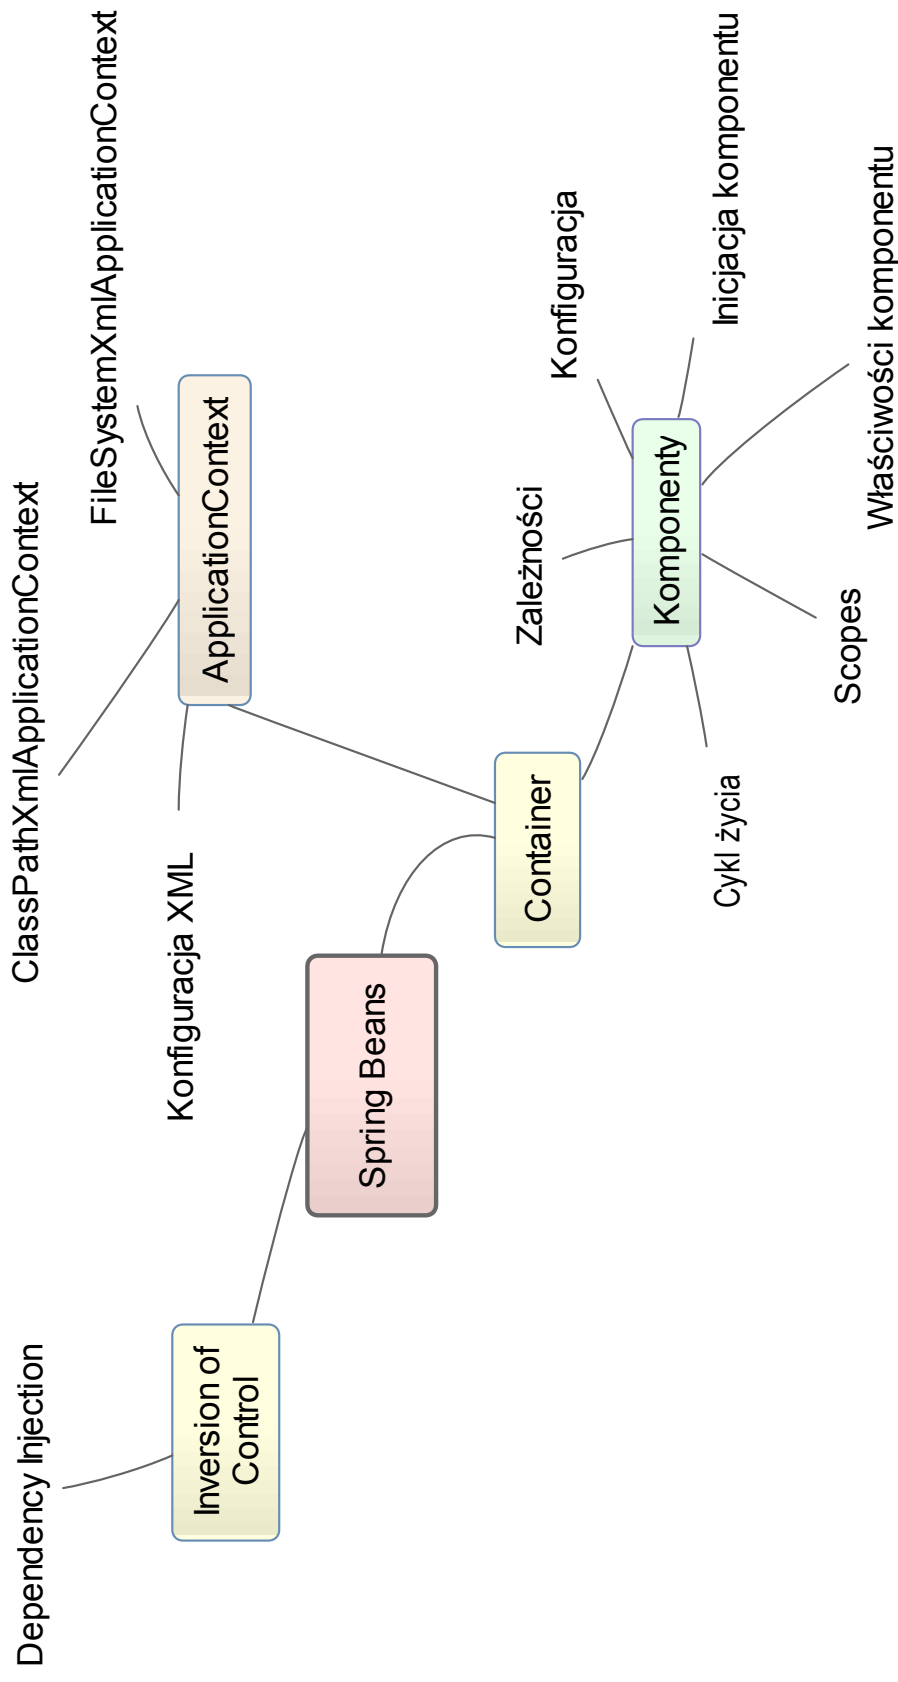 ClassPathXmlApplicationContext
Dependency Injection
FileSystemXmlApplicationContext
Konfiguracja XML
ApplicationContext
Inversion of
Control
Spring Beans
Zależności
Container
Konfiguracja
Komponenty
Inicjacja komponentu
Cykl życia
Scopes
Właściwości komponentu